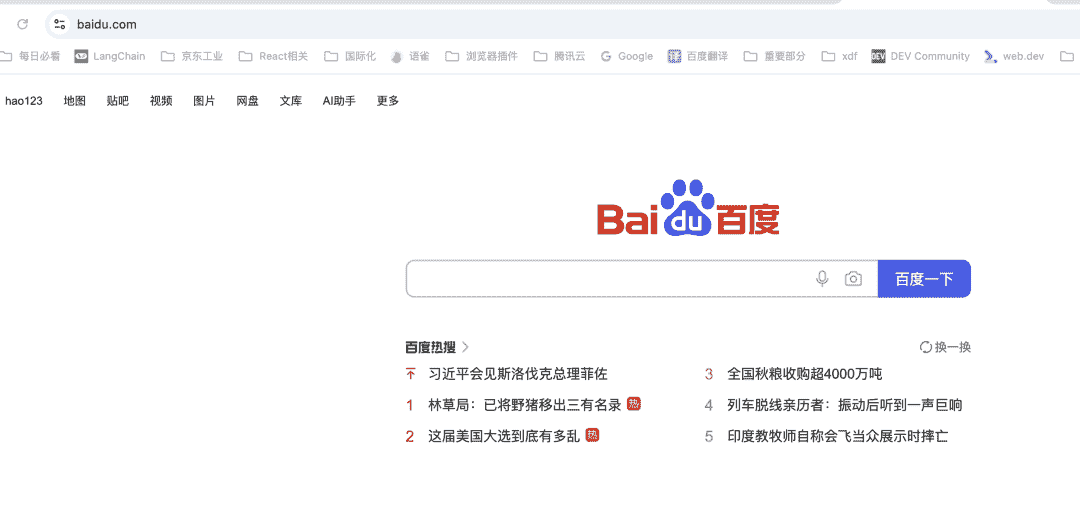 baidu.com
每日必看 LangChain 京东工业 React相关 国际化 语雀 浏览器插件 腾讯云 Google 百度翻译 重要部分 xdf DEV Community web.dev
hao123 地图 贴吧 视频 图片 网盘 文库 AI助手 更多
Bai du 百度
百度一下
百度热搜 换一换
习近平会见斯洛伐克总理菲佐
1 林草局：已将野猪移出三有名录 热
2 这届美国大选到底有多乱 热
3 全国秋粮收购超4000万吨
4 列车脱线亲历者：振动后听到一声巨响
5 印度教牧师自称会飞当众展示时摔亡